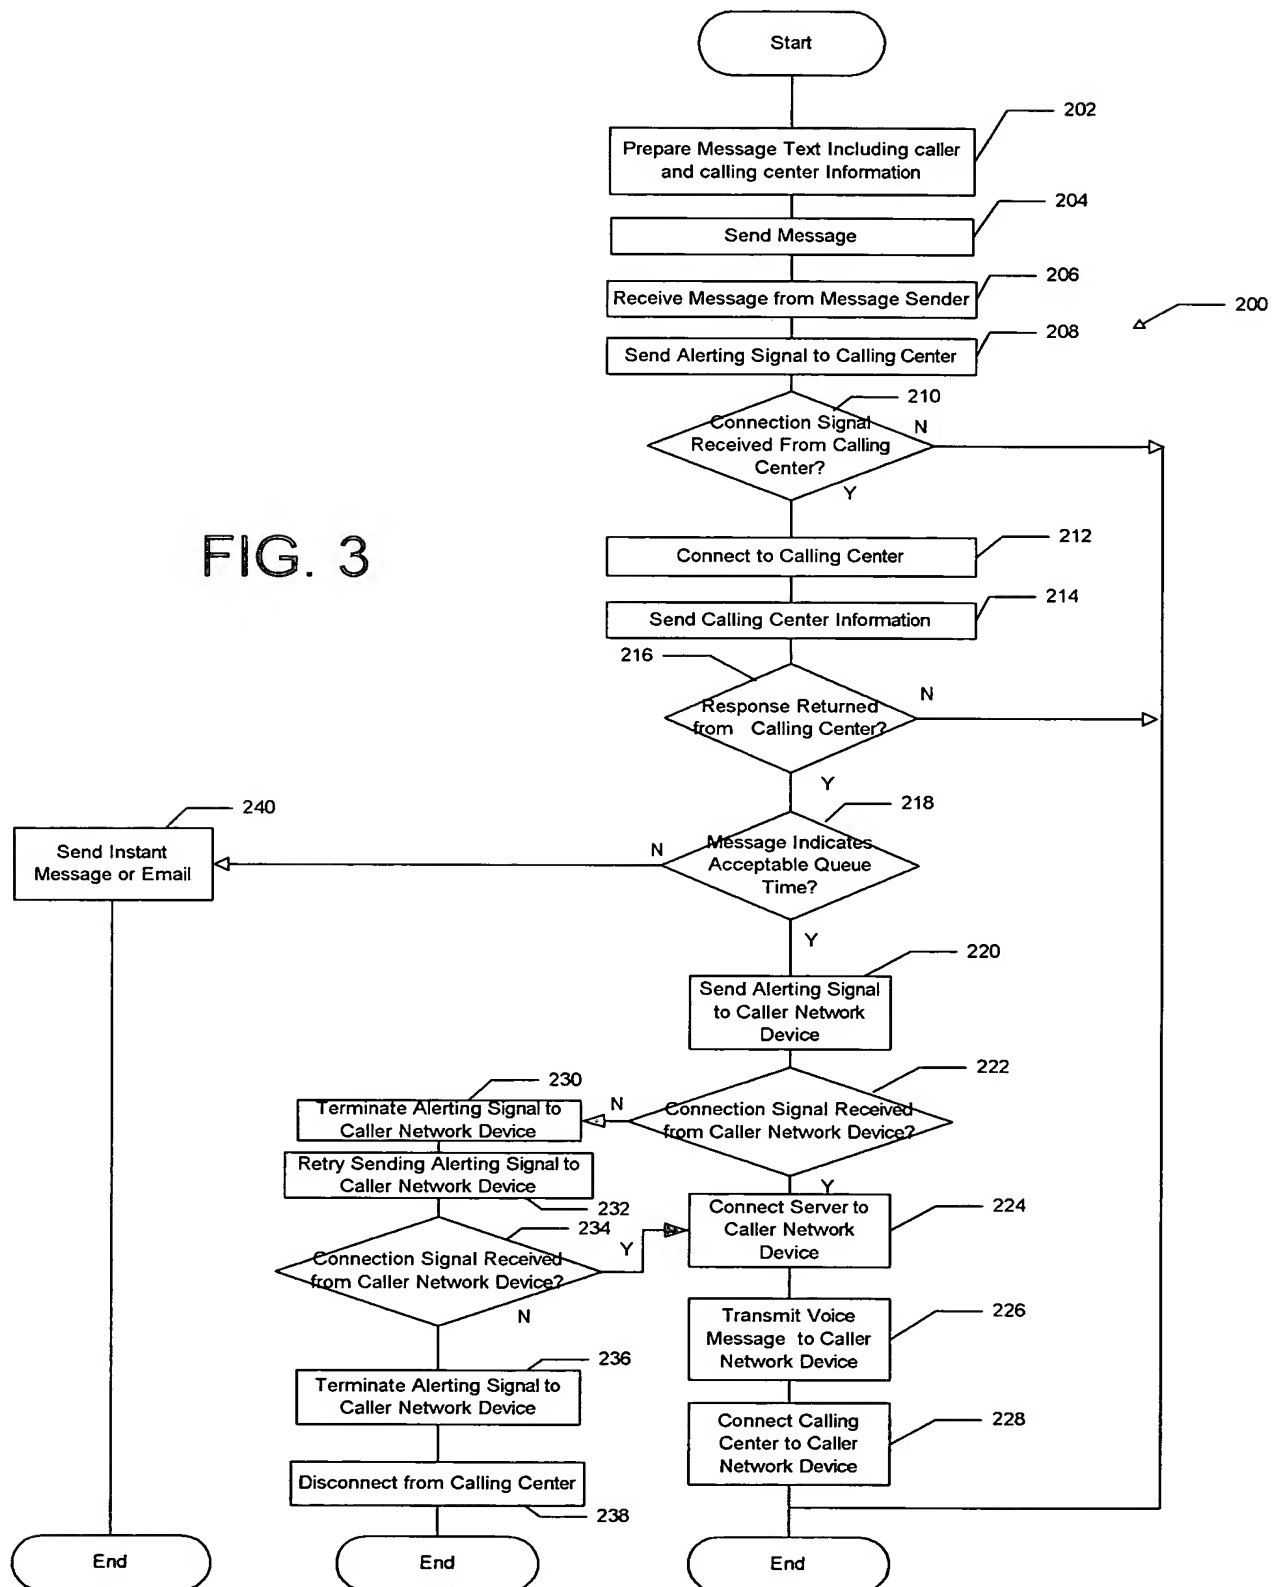 Start
202
Prepare Message Text Including caller
and calling center Information
204
Send Message
206
Receive Message from Message Sender
200
208
Send Alerting Signal to Calling Center
210
Connection Signal
Received From Calling
Center?
N
Y
FIG. 3
212
Connect to Calling Center
214
Send Calling Center Information
216
Response Returned
from Calling Center?
N
Y
218
240
Message Indicates
Acceptable Queue
Time?
N
Send Instant
Message or Email
Y
220
Send Alerting Signal
to Caller Network
Device
222
230
Connection Signal Received
from Caller Network Device?
N
Terminate Alerting Signal to
Caller Network Device
Retry Sending Alerting Signal to
Caller Network Device
232
Y
224
Connect Server to
Caller Network
Device
234
Connection Signal Received
from Caller Network Device?
Y
N
226
Transmit Voice
Message to Caller
Network Device
236
Terminate Alerting Signal to
Caller Network Device
228
Connect Calling
Center to Caller
Network Device
Disconnect from Calling Center
238
End
End
End